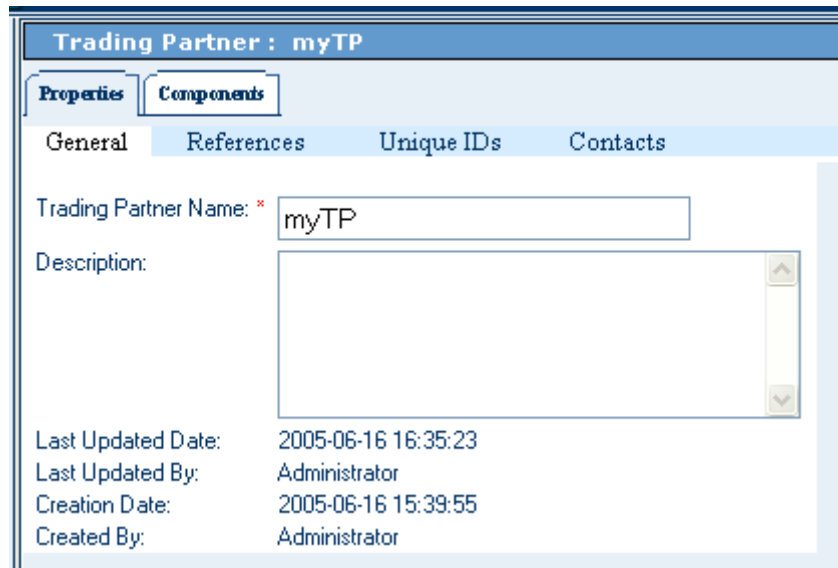 Trading Partner : myTP
Properties Components
General References Unique IDs Contacts
Trading Partner Name: * myTP
Description:
Last Updated Date: 2005-06-16 16:35:23
Last Updated By: Administrator
Creation Date: 2005-06-16 15:39:55
Created By: Administrator